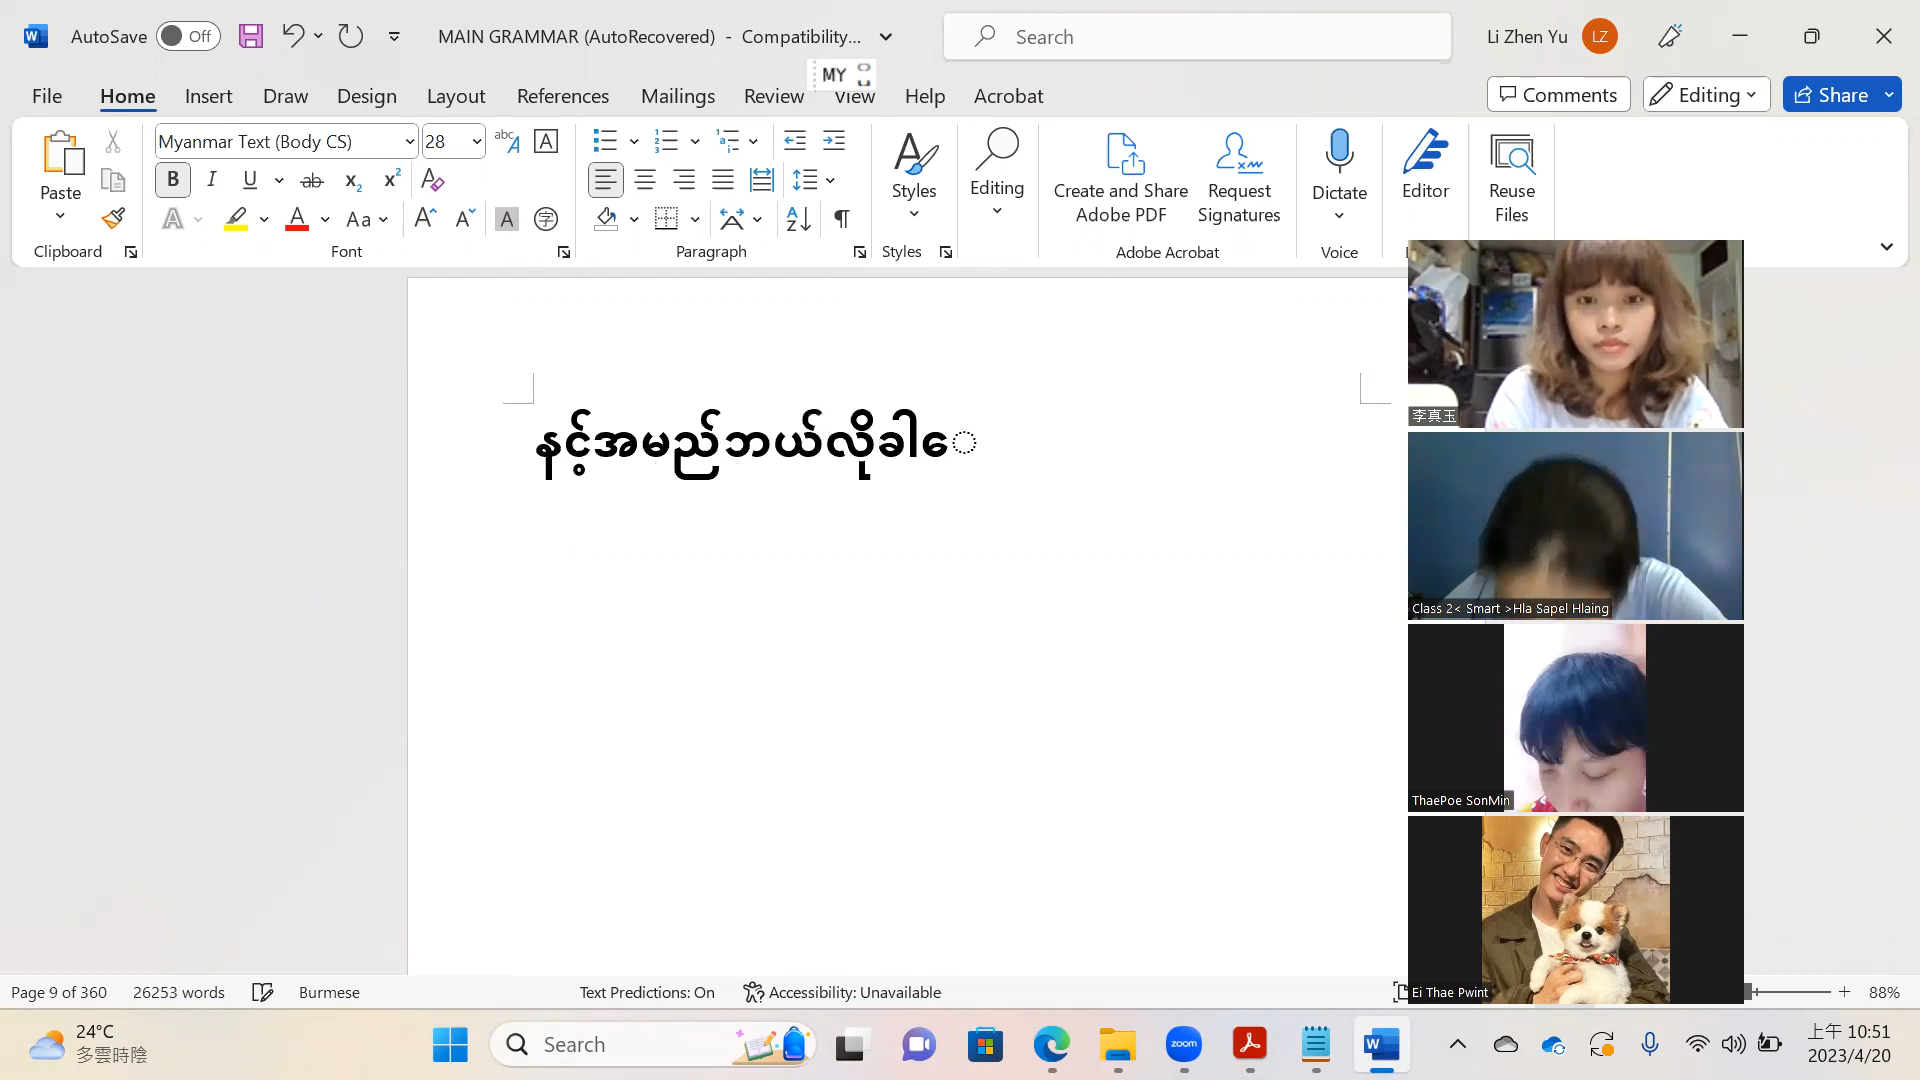 AutoSave Off MAIN GRAMMAR (AutoRecovered) - Compatibility... Search Li Zhen Yu LZ
MY
File Home Insert Draw Design Layout References Mailings Review View Help Acrobat Comments Editing Share
Myanmar Text (Body CS) 28
Paste Styles Editing Create and Share Adobe PDF Request Signatures Dictate Editor Reuse Files
Clipboard Font Paragraph Styles Adobe Acrobat Voice
နင့်အမည်ဘယ်လိုခါ​ေ
李真玉
Class 2< Smart >Hla Sapel Hlaing
ThaePoe SonMin
Ei Thae Pwint
Page 9 of 360 26253 words Burmese Text Predictions: On Accessibility: Unavailable 88%
24°C
多雲時陰
Search
zoom
上午 10:51
2023/4/20